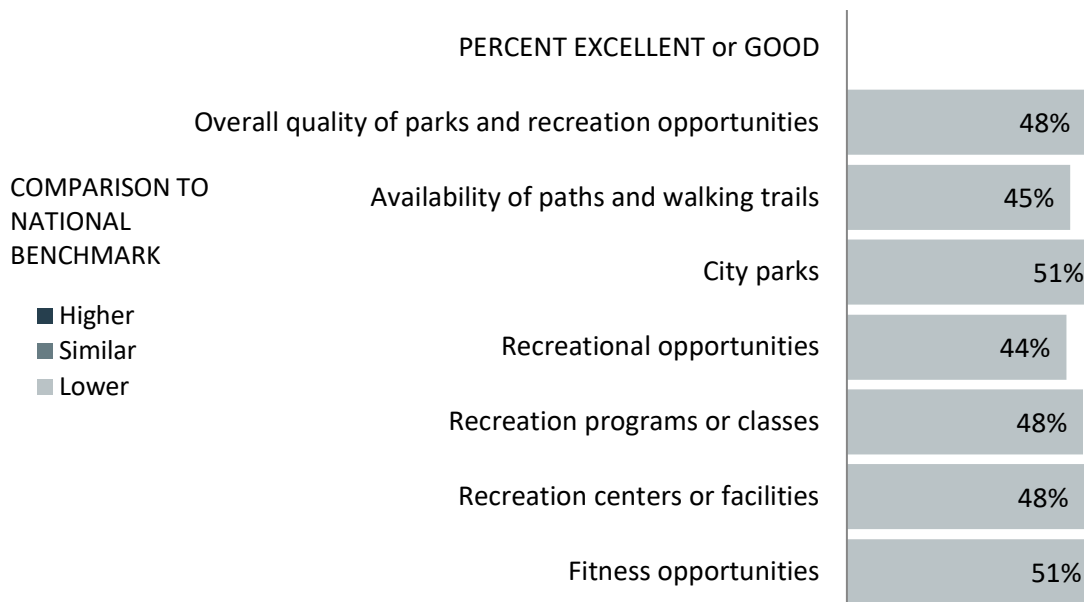 PERCENT EXCELLENT or GOOD
Overall quality of parks and recreation opportunities 48%
COMPARISON TO
NATIONAL
BENCHMARK
Higher
Similar
Lower
Availability of paths and walking trails 45%
City parks 51%
Recreational opportunities 44%
Recreation programs or classes 48%
Recreation centers or facilities 48%
Fitness opportunities 51%